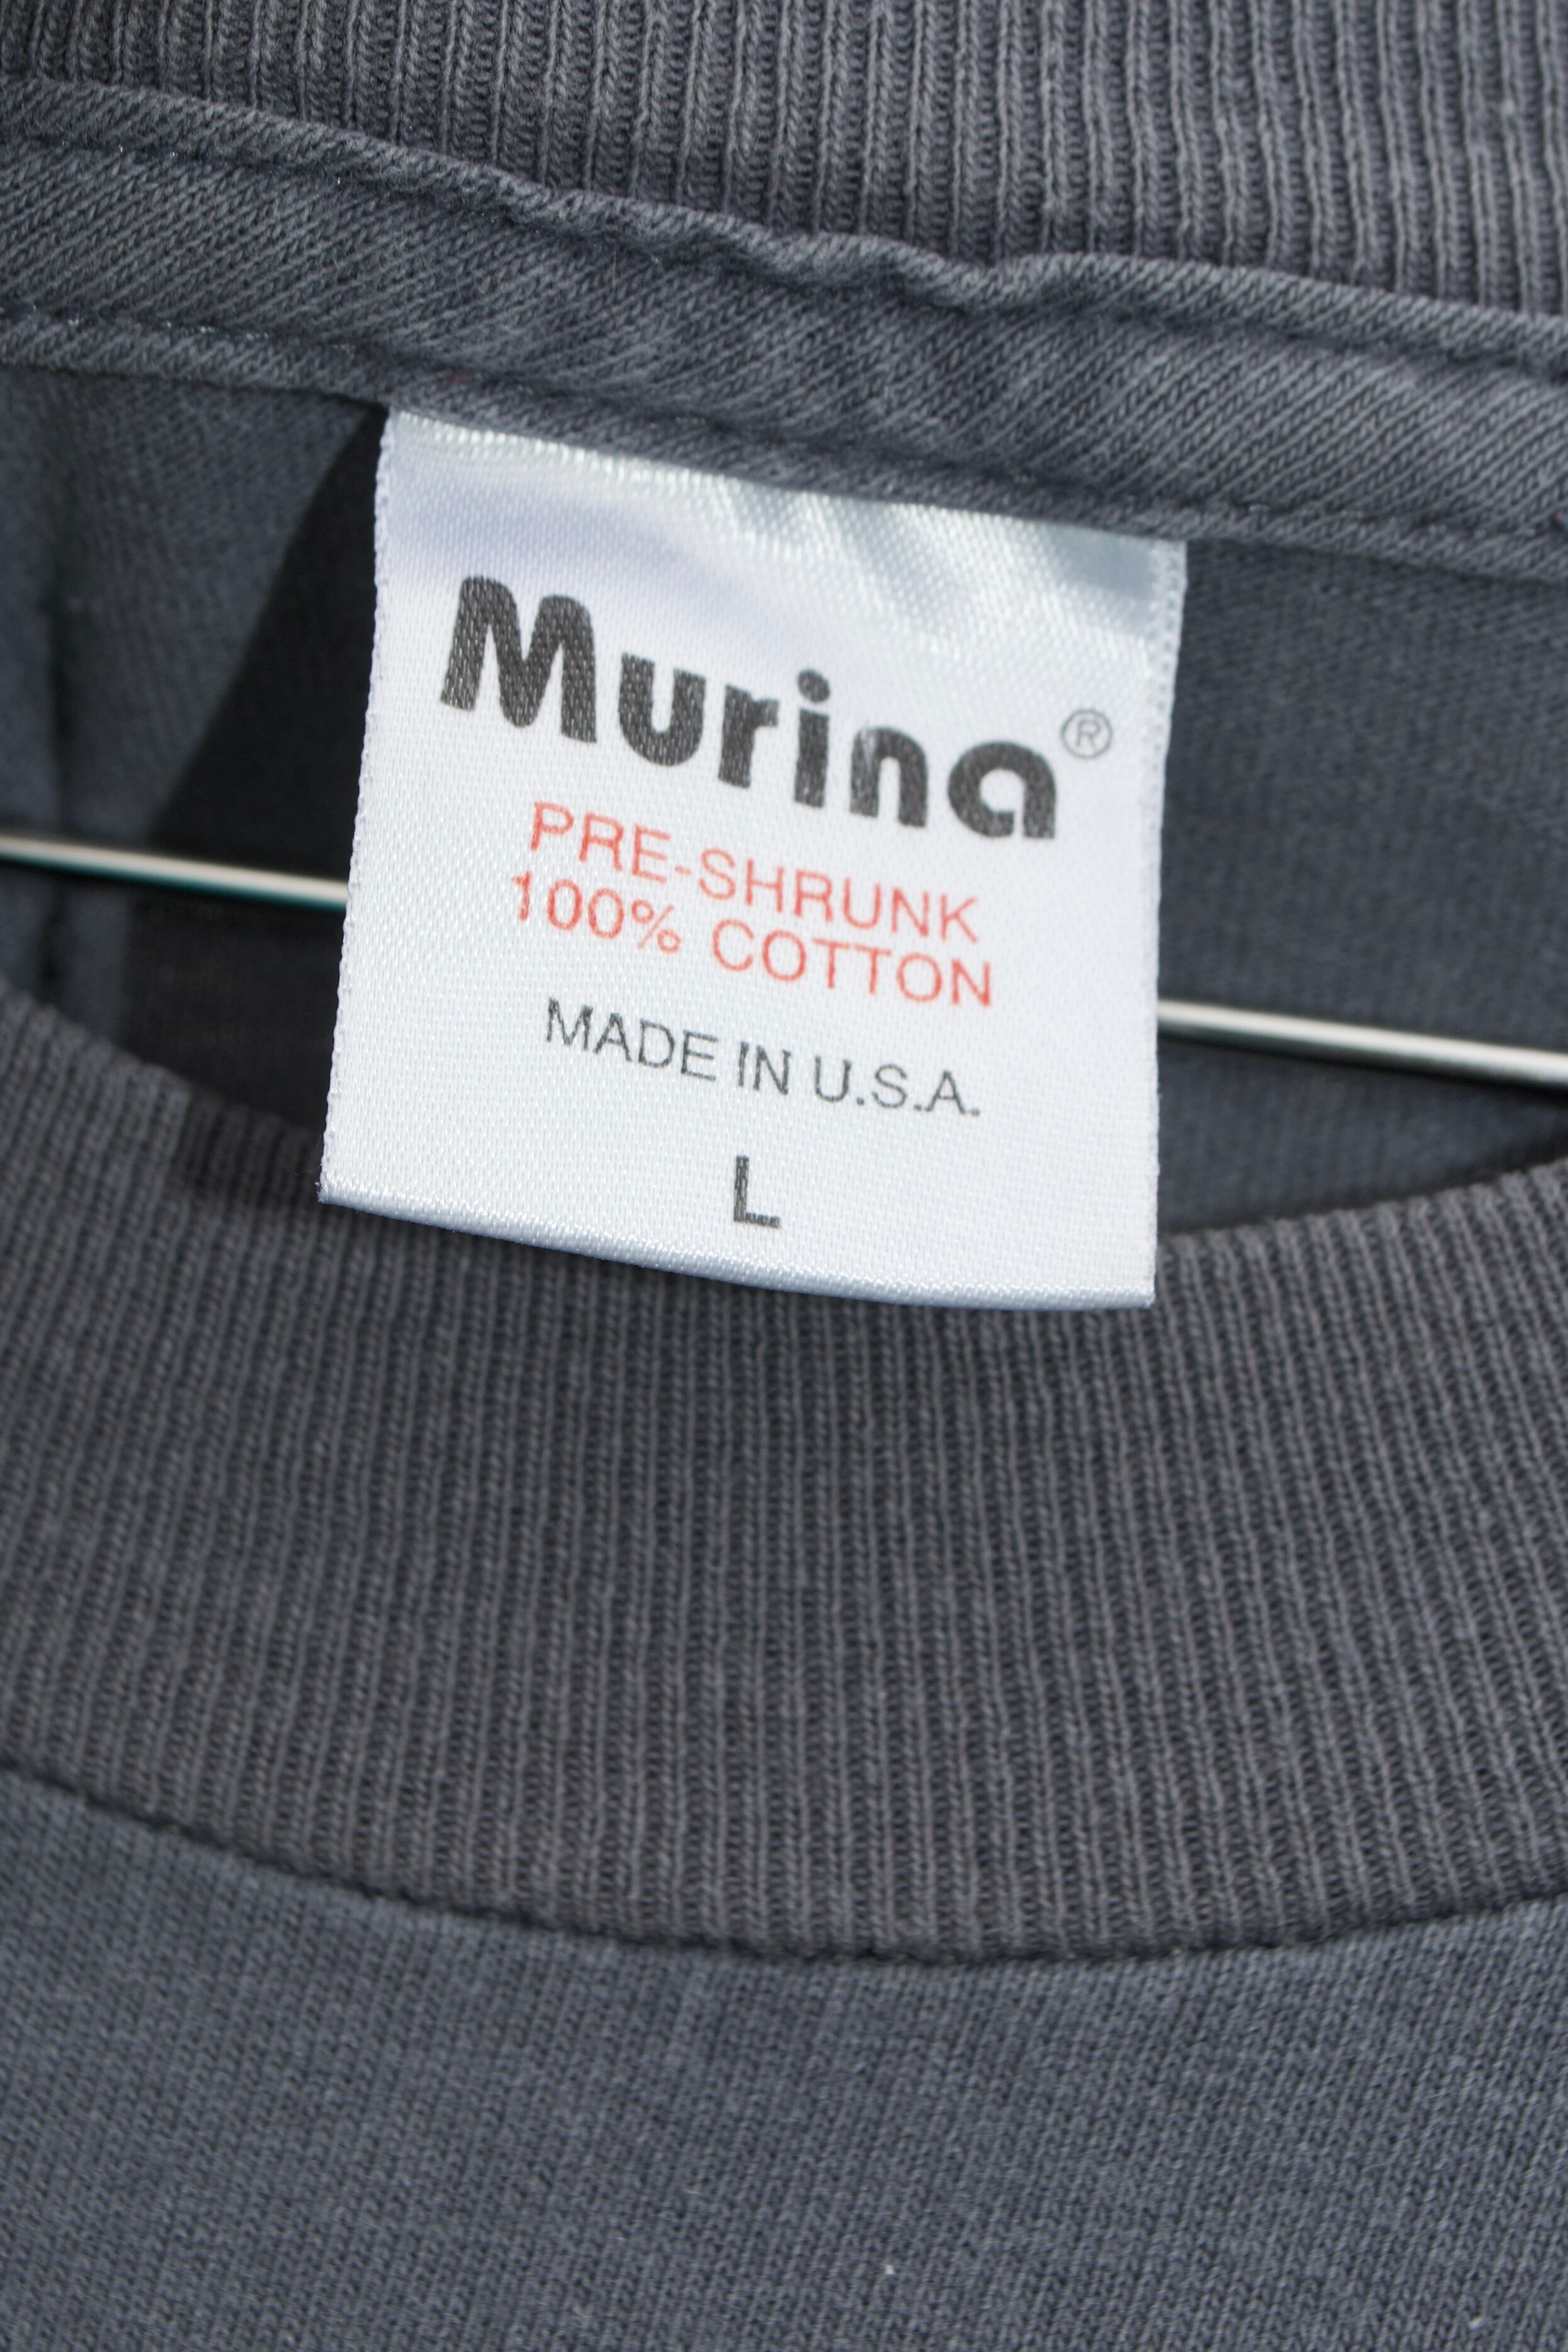 Murina®
PRE-SHRUNK
100% COTTON
MADE IN U.S.A.
L